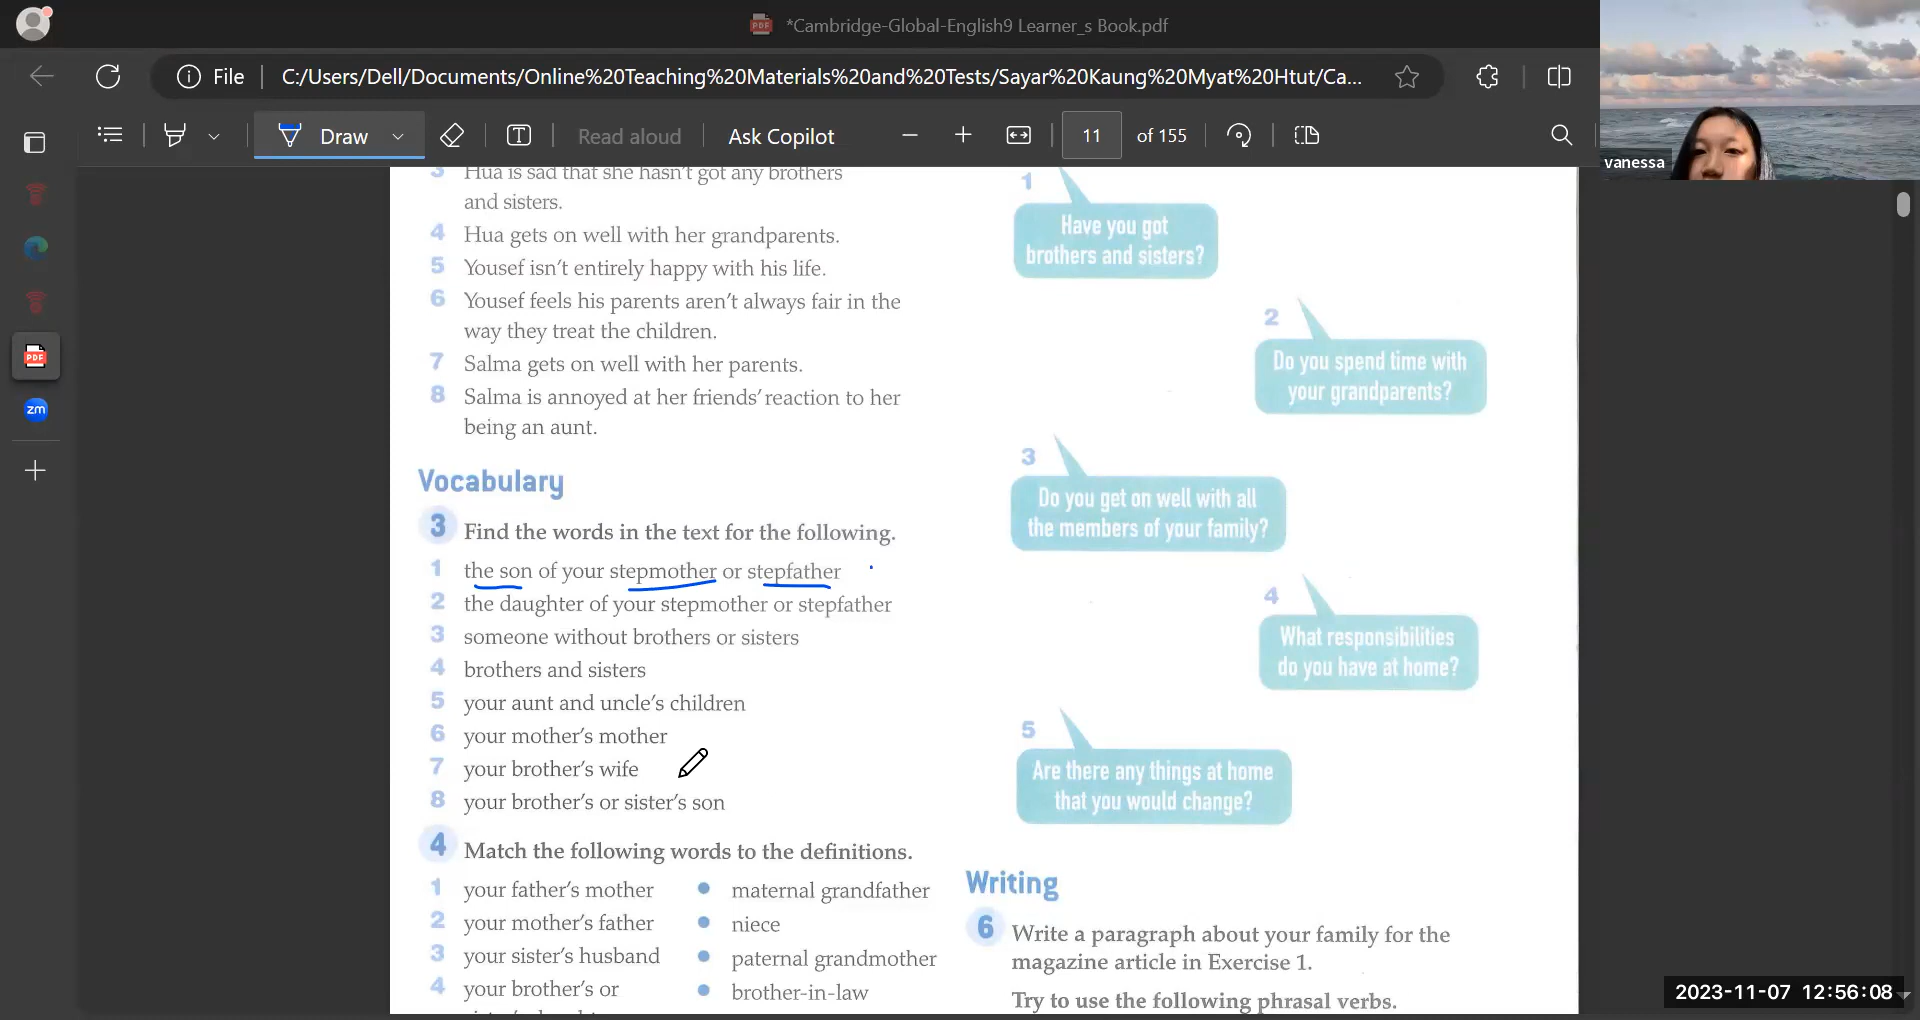 *Cambridge-Global-English9 Learner_s Book.pdf
File
C:/Users/Dell/Documents/Online%20Teaching%20Materials%20and%20Tests/Sayar%20Kaung%20Myat%20Htut/Ca...
Draw
Read aloud
Ask Copilot
11
of 155
vanessa
PDF
zm
3 Hua is sad that she hasn't got any brothers
and sisters.
4 Hua gets on well with her grandparents.
5 Yousef isn't entirely happy with his life.
6 Yousef feels his parents aren't always fair in the
way they treat the children.
7 Salma gets on well with her parents.
8 Salma is annoyed at her friends' reaction to her
being an aunt.
Vocabulary
3 Find the words in the text for the following.
1 the son of your stepmother or stepfather
2 the daughter of your stepmother or stepfather
3 someone without brothers or sisters
4 brothers and sisters
5 your aunt and uncle's children
6 your mother's mother
7 your brother's wife
8 your brother's or sister's son
4 Match the following words to the definitions.
1 your father's mother • maternal grandfather
2 your mother's father • niece
3 your sister's husband • paternal grandmother
4 your brother's or • brother-in-law
1
Have you got
brothers and sisters?
2
Do you spend time with
your grandparents?
3
Do you get on well with all
the members of your family?
4
What responsibilities
do you have at home?
5
Are there any things at home
that you would change?
Writing
6 Write a paragraph about your family for the
magazine article in Exercise 1.
Try to use the following phrasal verbs.
2023-11-07 12:56:08